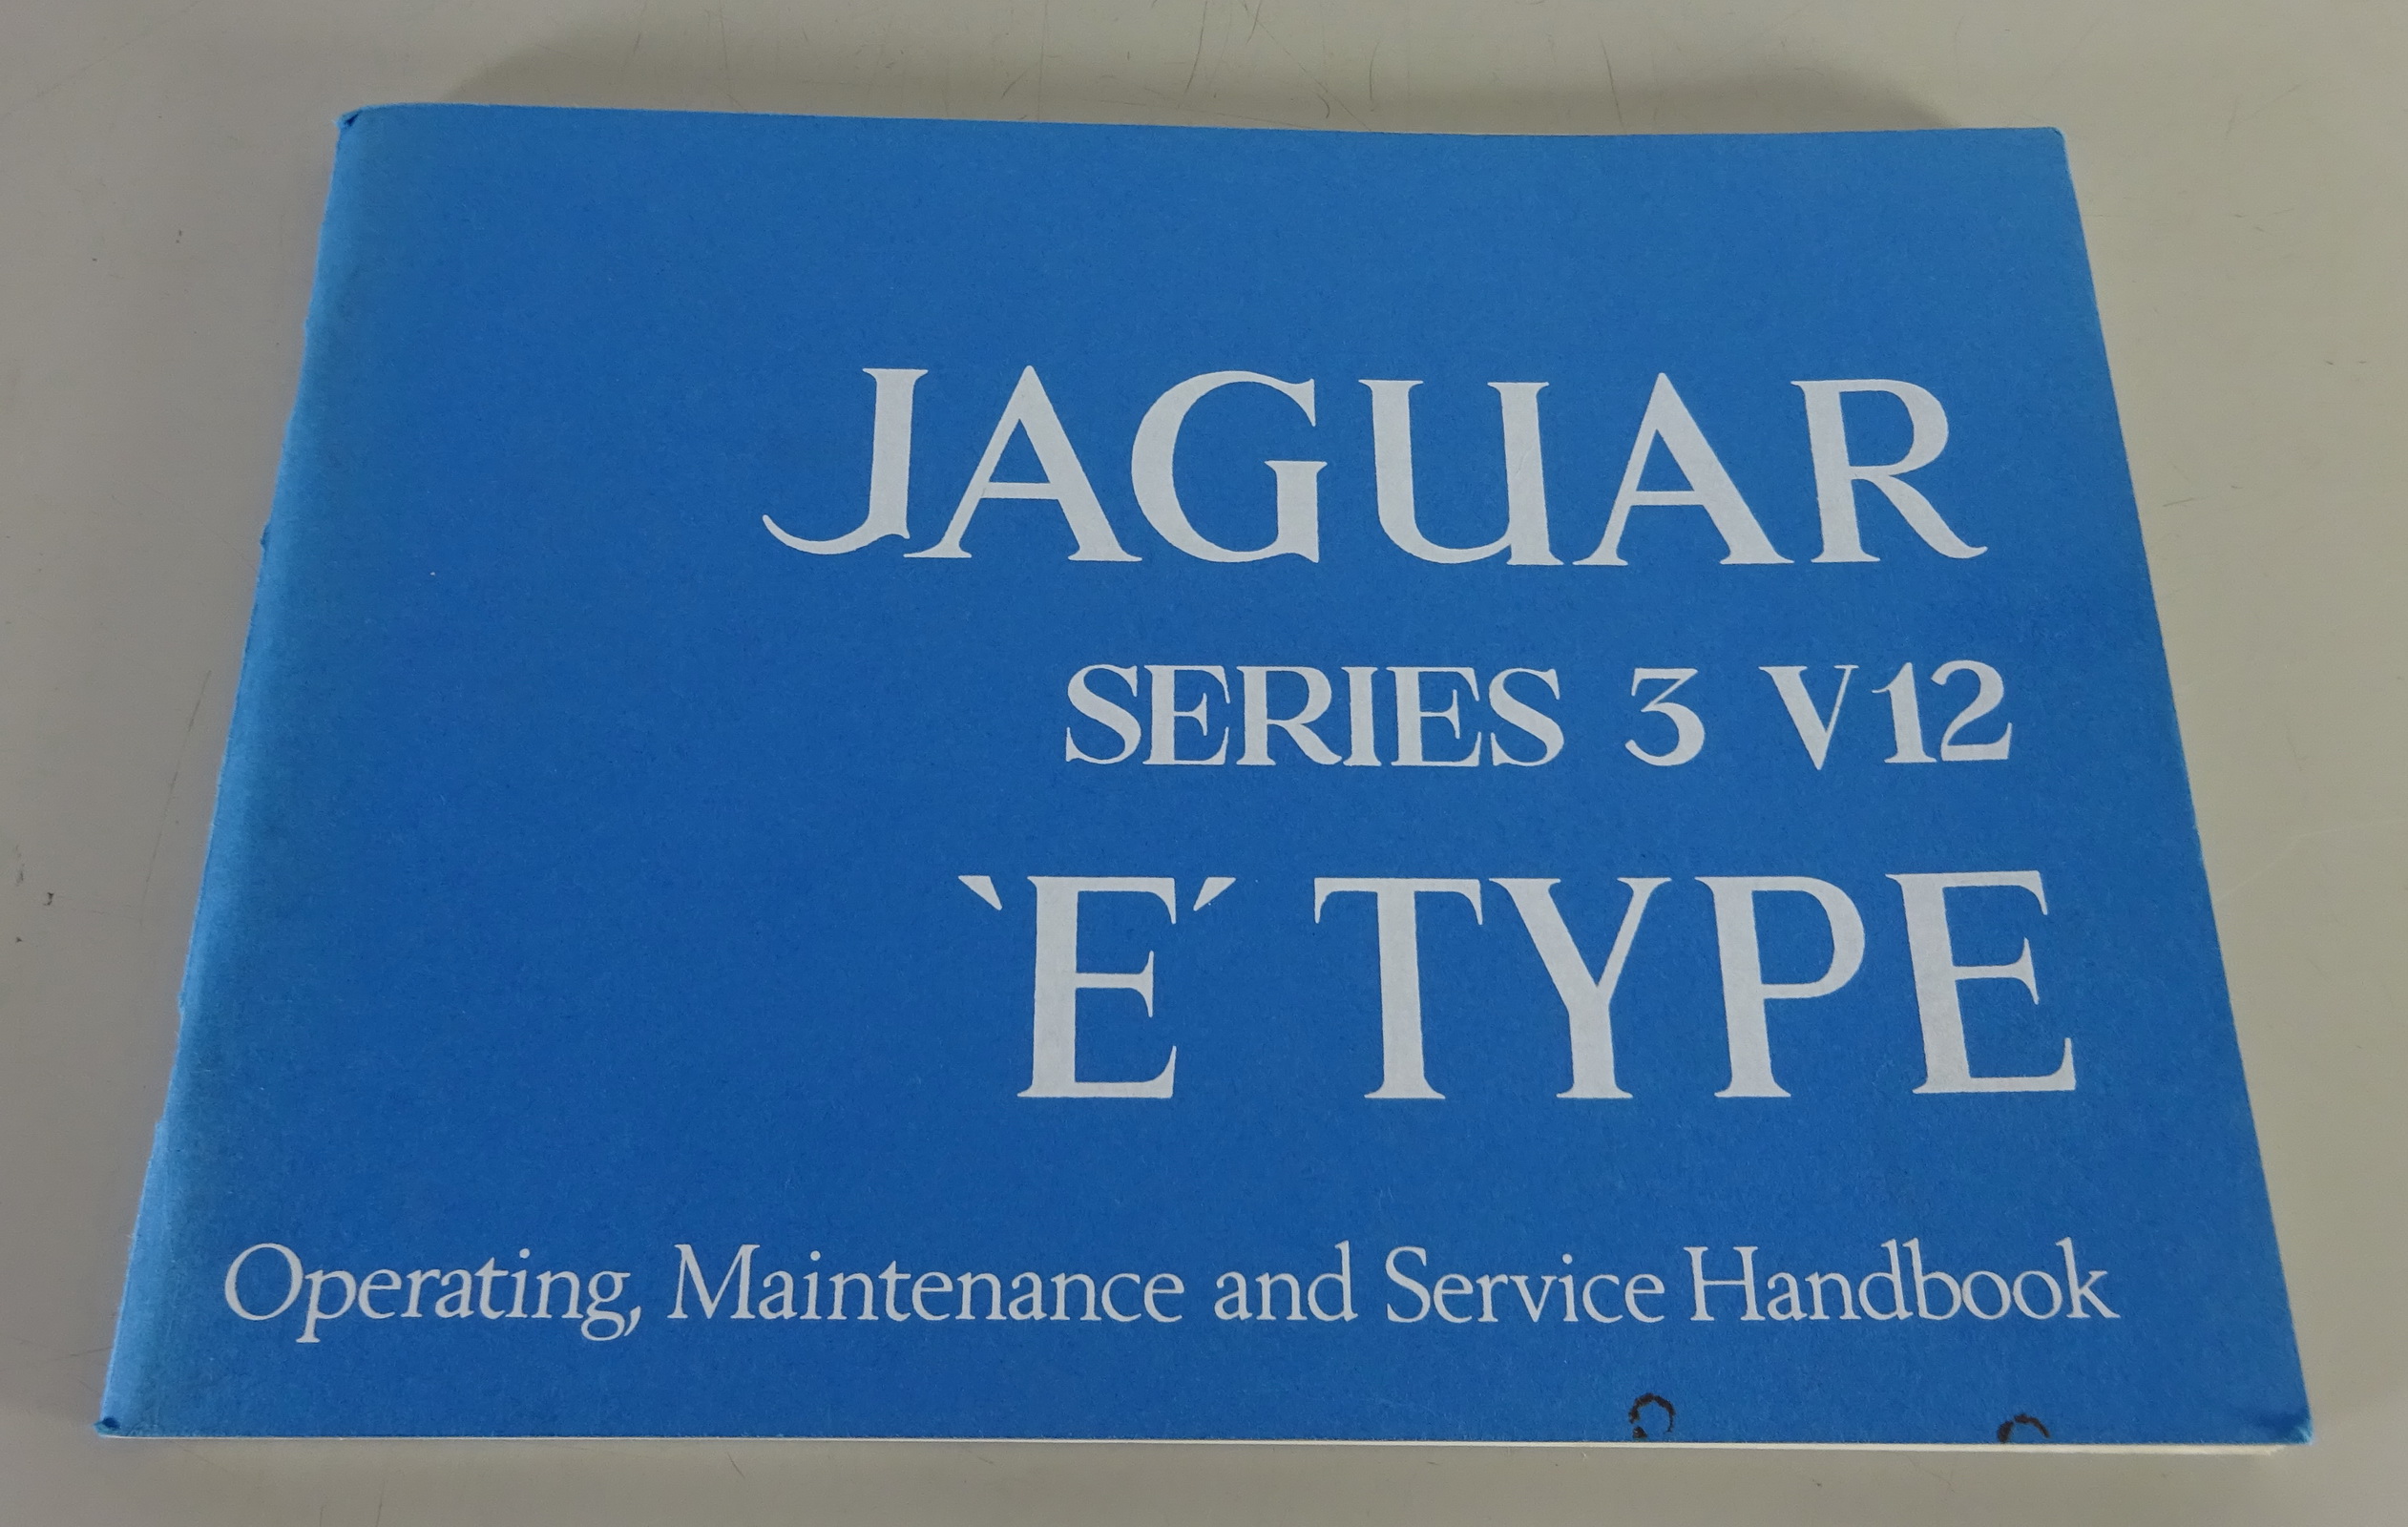 JAGUAR
SERIES 3 V12
`E´ TYPE
Operating, Maintenance and Service Handbook